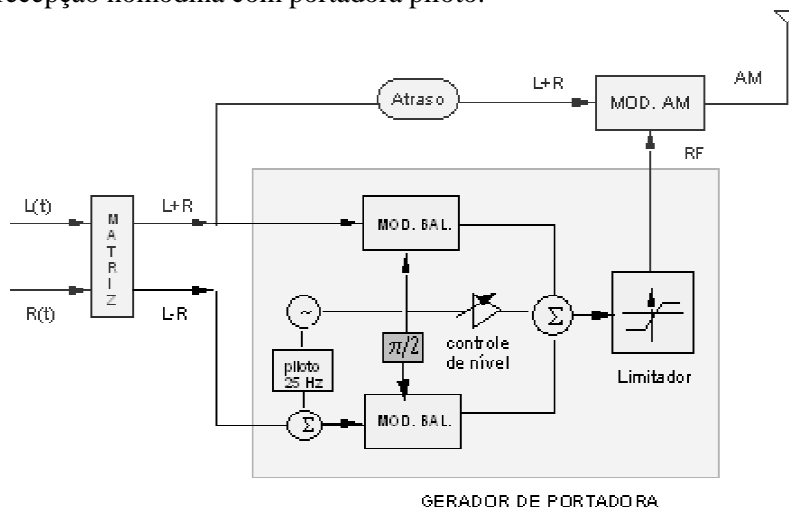 recepção homodina com portadora piloto.
AM
Atraso
L+R
MOD. AM
RF
L(t)
MATRIZ
L+R
MOD. BAL.
R(t)
L-R
~
Σ
π/2
controle
de nível
piloto
25 Hz
Limitador
Σ
MOD. BAL.
GERADOR DE PORTADORA